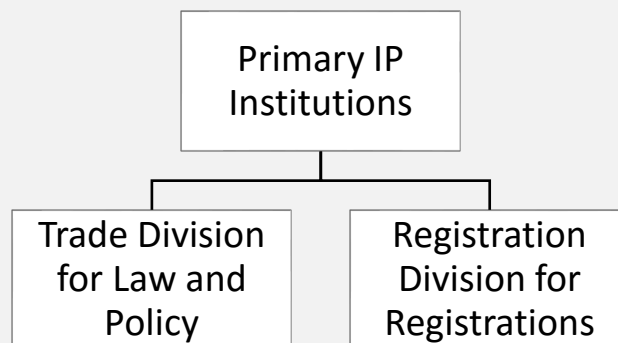 Primary IP
Institutions
Trade Division
for Law and
Policy
Registration
Division for
Registrations